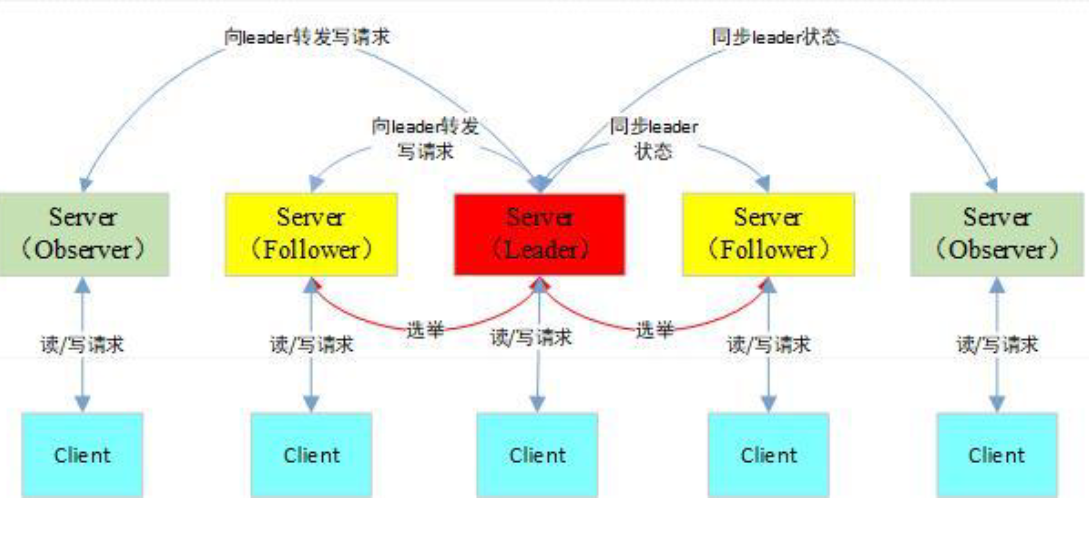 向leader转发写请求
同步leader状态
向leader转发
写请求
同步leader
状态
Server
（Observer）
Server
（Follower）
Server
（Leader）
Server
（Follower）
Server
（Observer）
读/写请求
读/写请求
选举
读/写请求
选举
读/写请求
读/写请求
Client
Client
Client
Client
Client